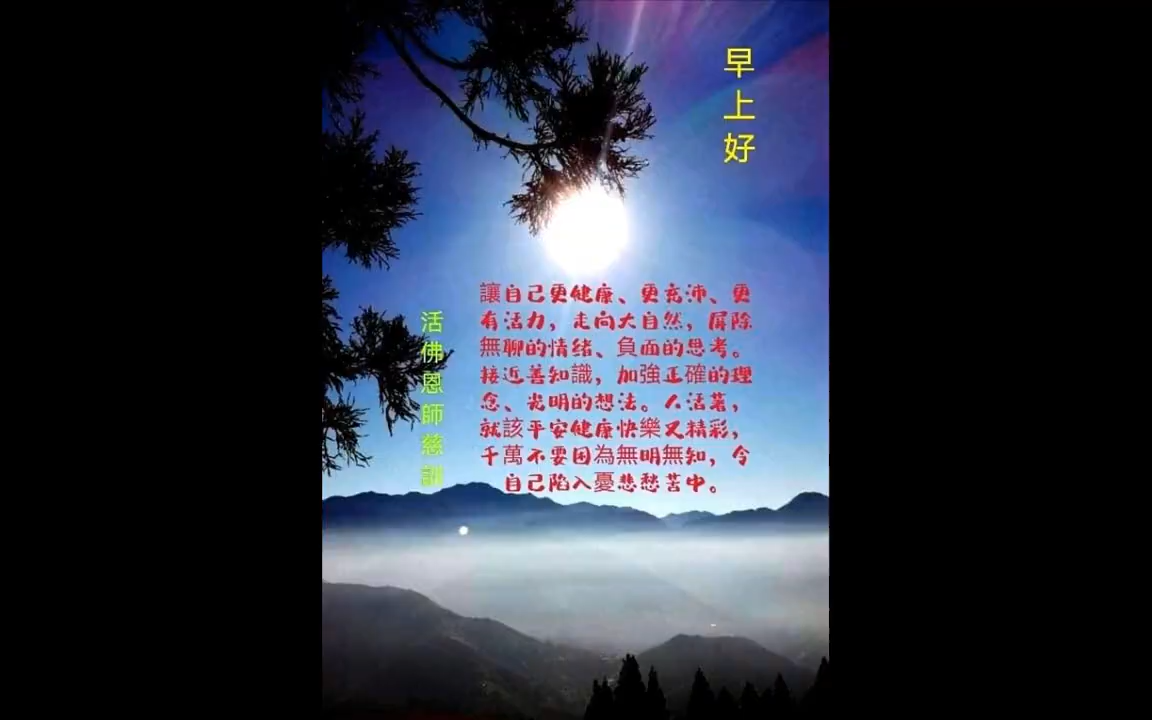 早上好
讓自己更健康、更充沛、更
有活力，走向大自然，屏除
無聊的情绪、負面的思考。
接近善知識，加強正確的理
念、光明的想法。人活著，
就該平安健康快樂又精彩，
千萬不要因為無明無知，令
自己陷入憂悲愁苦中。
活佛恩師慈訓